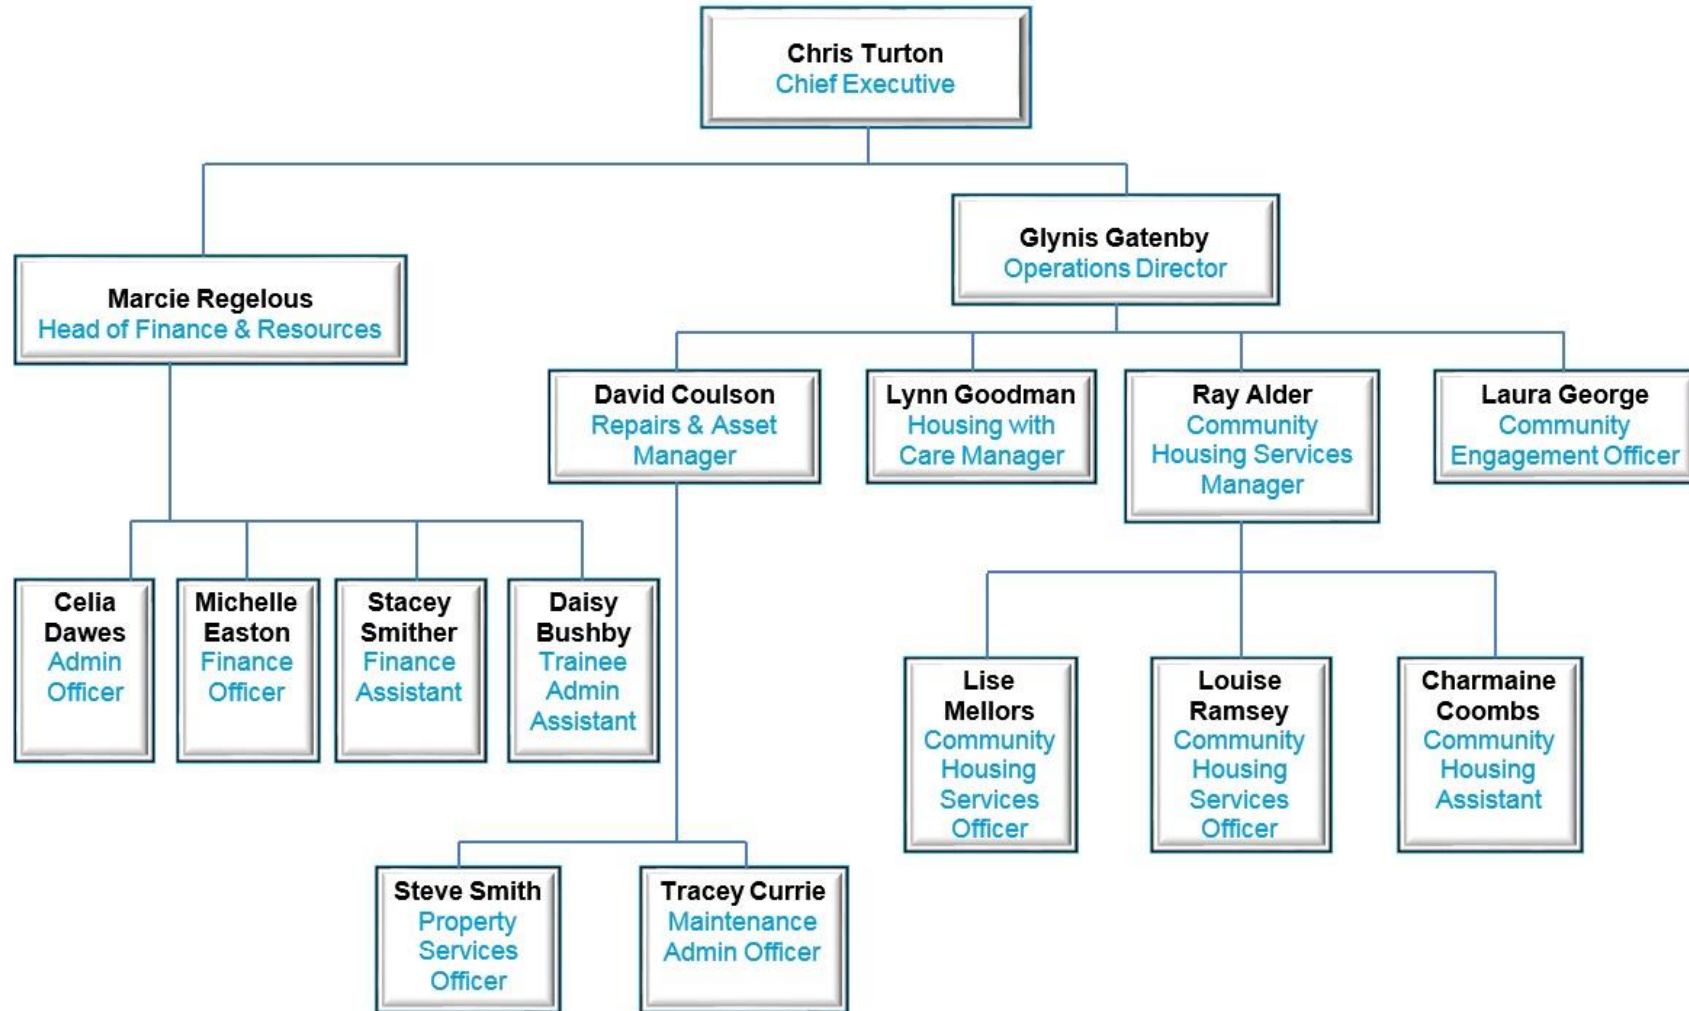 Chris Turton
Chief Executive
Glynis Gatenby
Operations Director
Marcie Regelous
Head of Finance & Resources
David Coulson
Repairs & Asset
Manager
Lynn Goodman
Housing with
Care Manager
Ray Alder
Community
Housing Services
Manager
Laura George
Community
Engagement Officer
Celia
Dawes
Admin
Officer
Michelle
Easton
Finance
Officer
Stacey
Smither
Finance
Assistant
Daisy
Bushby
Trainee
Admin
Assistant
Lise
Mellors
Community
Housing
Services
Officer
Louise
Ramsey
Community
Housing
Services
Officer
Charmaine
Coombs
Community
Housing
Assistant
Steve Smith
Property
Services
Officer
Tracey Currie
Maintenance
Admin Officer